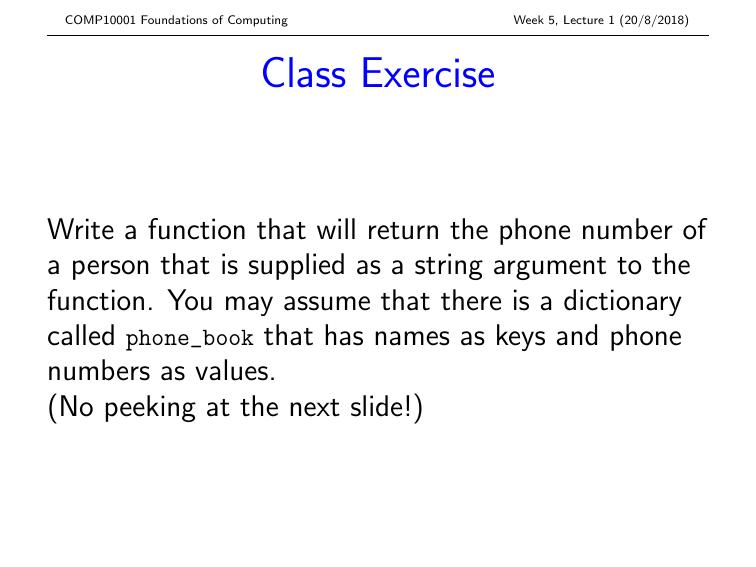 COMP10001 Foundations of Computing Week 5, Lecture 1 (20/8/2018)
Class Exercise
Write a function that will return the phone number of
a person that is supplied as a string argument to the
function. You may assume that there is a dictionary
called phone_book that has names as keys and phone
numbers as values.
(No peeking at the next slide!)